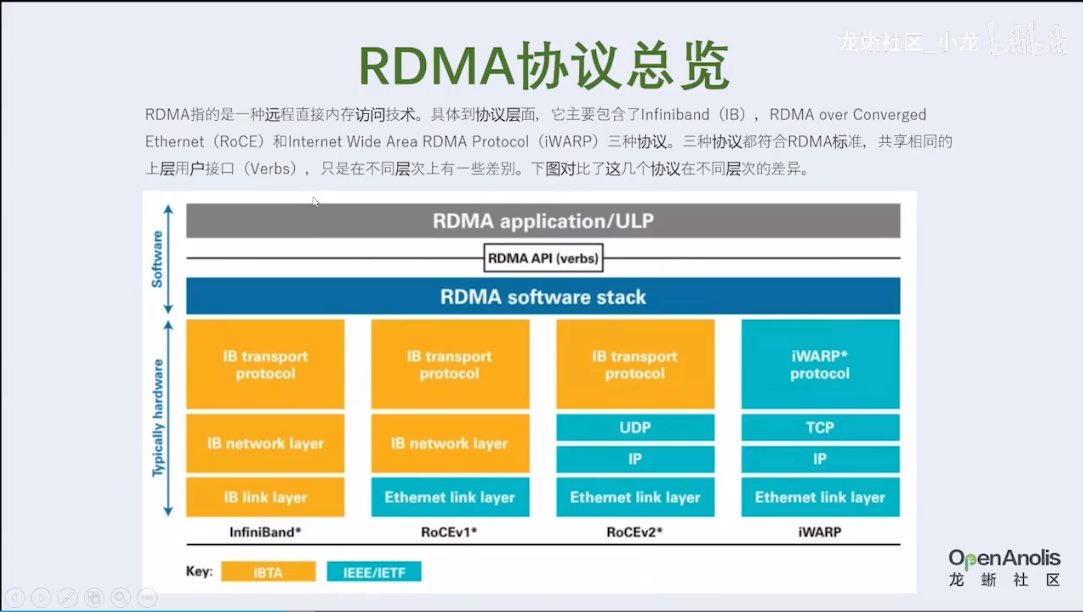 龙蜥社区_小龙 bilibili
RDMA协议总览
RDMA指的是一种远程直接内存访问技术。具体到协议层面，它主要包含了Infiniband（IB），RDMA over Converged
Ethernet（RoCE）和Internet Wide Area RDMA Protocol（iWARP）三种协议。三种协议都符合RDMA标准，共享相同的
上层用户接口（Verbs），只是在不同层次上有一些差别。下图对比了这几个协议在不同层次的差异。
Software
RDMA application/ULP
RDMA API (verbs)
RDMA software stack
Typically hardware
IB transport
protocol
IB network layer
IB link layer
InfiniBand*
IB transport
protocol
IB network layer
Ethernet link layer
RoCEv1*
IB transport
protocol
UDP
IP
Ethernet link layer
RoCEv2*
iWARP*
protocol
TCP
IP
Ethernet link layer
iWARP
Key:
IBTA
IEEE/IETF
OpenAnolis
龙蜥社区